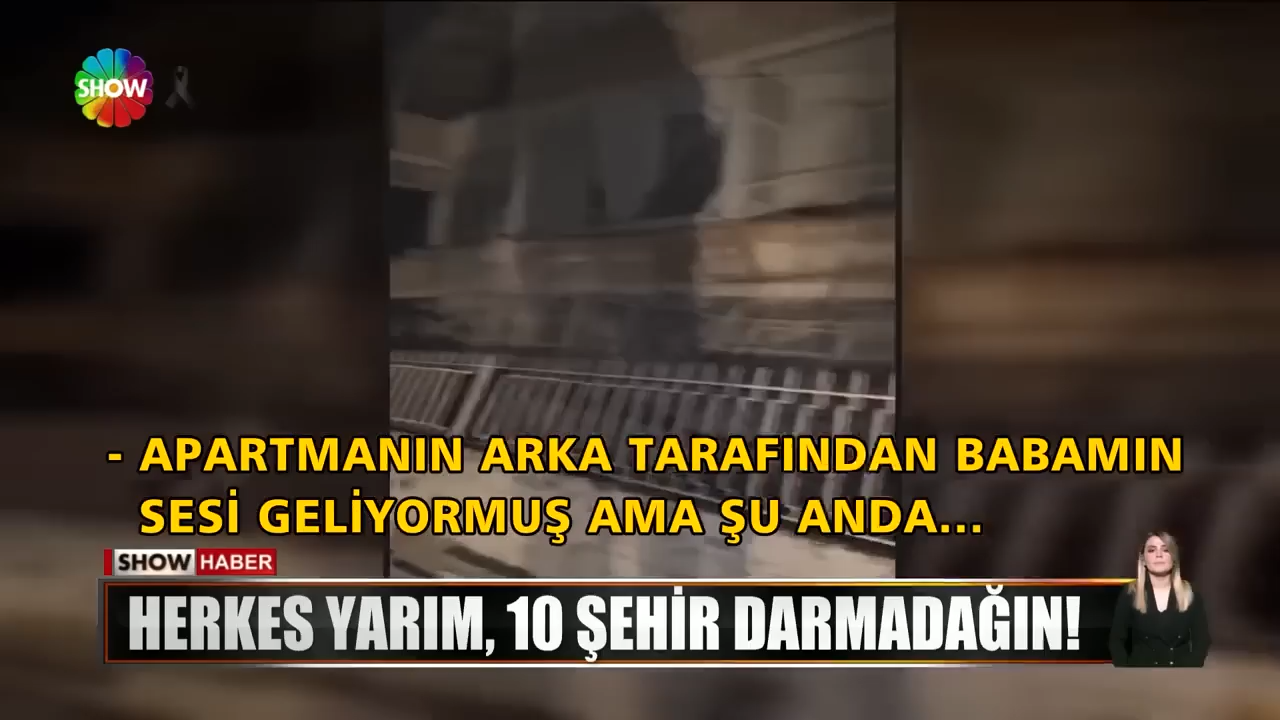 SHOW
- APARTMANIN ARKA TARAFINDAN BABAMIN
SESİ GELİYORMUŞ AMA ŞU ANDA...
SHOW HABER
HERKES YARIM, 10 ŞEHİR DARMADAĞIN!